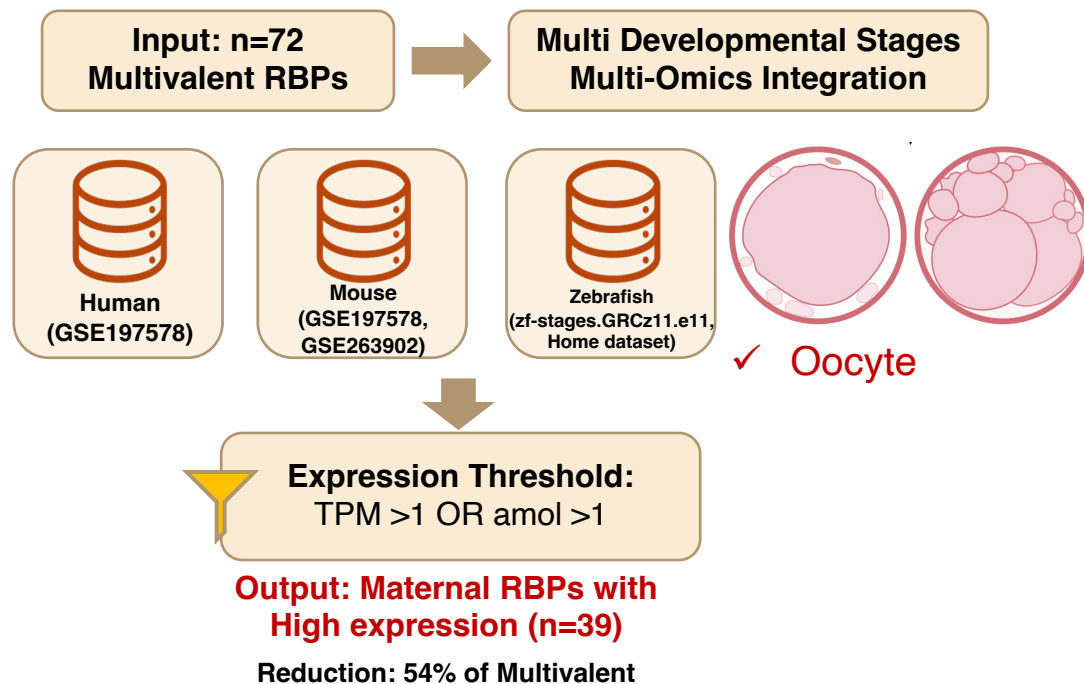 Input: n=72
Multivalent RBPs
Multi Developmental Stages
Multi-Omics Integration
Human
(GSE197578)
Mouse
(GSE197578,
GSE263902)
Zebrafish
(zf-stages.GRCz11.e11,
Home dataset)
✓ Oocyte
Expression Threshold:
TPM >1 OR amol >1
Output: Maternal RBPs with
High expression (n=39)
Reduction: 54% of Multivalent